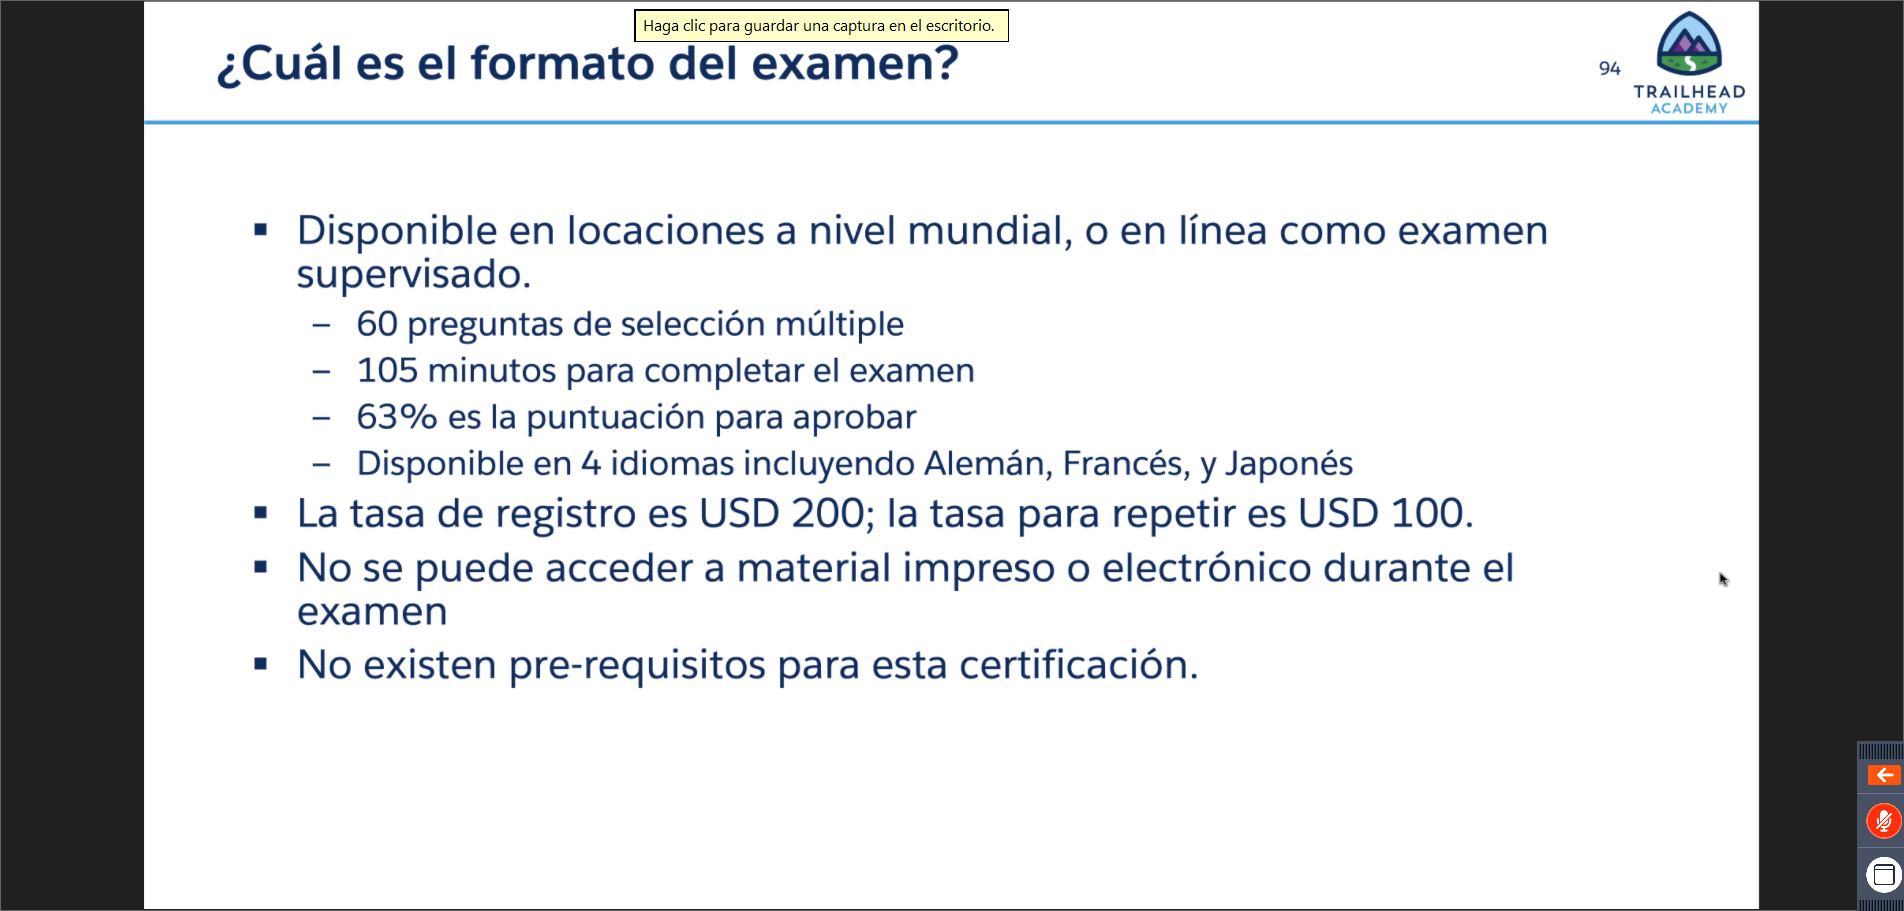 Haga clic para guardar una captura en el escritorio.
¿Cuál es el formato del examen?
94
TRAILHEAD
ACADEMY
▪ Disponible en locaciones a nivel mundial, o en línea como examen
supervisado.
– 60 preguntas de selección múltiple
– 105 minutos para completar el examen
– 63% es la puntuación para aprobar
– Disponible en 4 idiomas incluyendo Alemán, Francés, y Japonés
▪ La tasa de registro es USD 200; la tasa para repetir es USD 100.
▪ No se puede acceder a material impreso o electrónico durante el
examen
▪ No existen pre-requisitos para esta certificación.